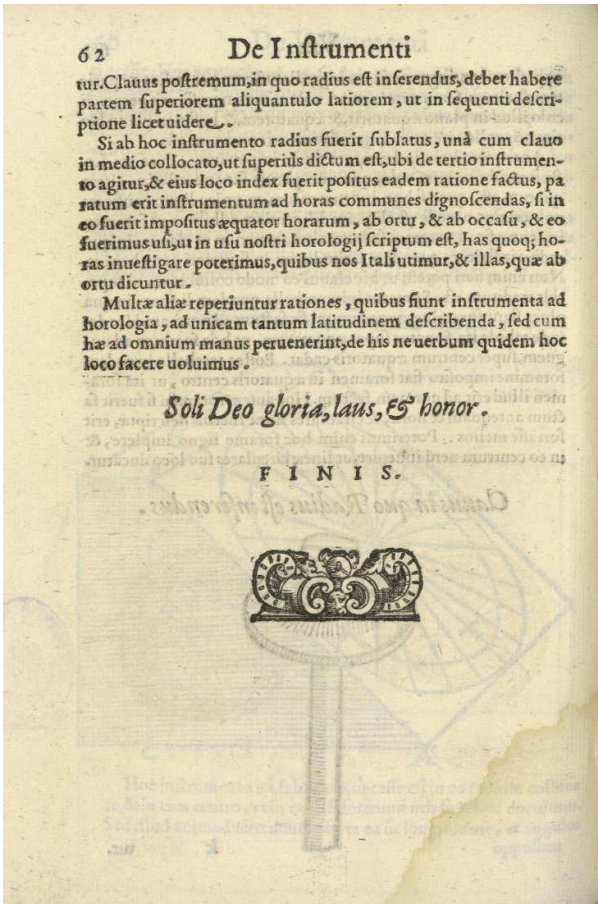 62 De Instrumenti
tur. Clauus postremum, in quo radius est inserendus, debet habere
partem superiorem aliquantulo latiorem, ut in sequenti descri-
ptione licet uidere.
Si ab hoc instrumento radius fuerit sublatus, unà cum clauo
in medio collocato, ut superiùs dictum est, ubi de tertio instrumen-
to agitur, & eius loco index fuerit positus eadem ratione factus, pa
ratum erit instrumentum ad horas communes dignoscendas, si in
eo fuerit impositus æquator horarum, ab ortu, & ab occasu, & eo
fuerimus usi, ut in usu nostri horologij scriptum est, has quoq; ho-
ras inuestigare poterimus, quibus nos Itali utimur, & illas, quæ ab
ortu dicuntur.
Multæ aliæ reperiuntur rationes, quibus fiunt instrumenta ad
horologia, ad unicam tantum latitudinem describenda, sed cum
hæ ad omnium manus peruenerint, de his ne uerbum quidem hoc
loco facere uoluimus.
Soli Deo gloria, laus, & honor.
F I N I S.